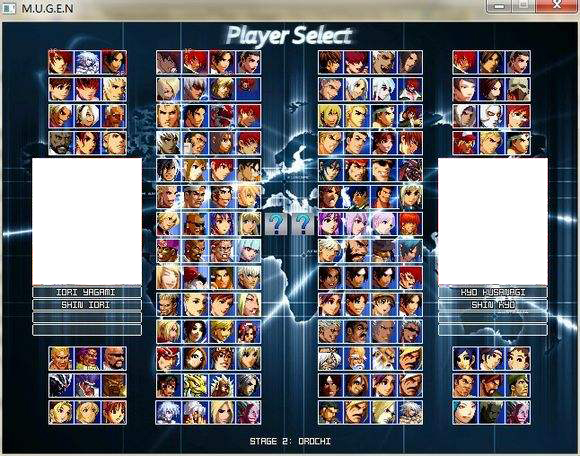 M.U.G.E.N
Player Select
? ?
IORI YAGAMI
KYO KUSANAGI
SHIN IORI
SHIN KYO
STAGE 2: OROCHI